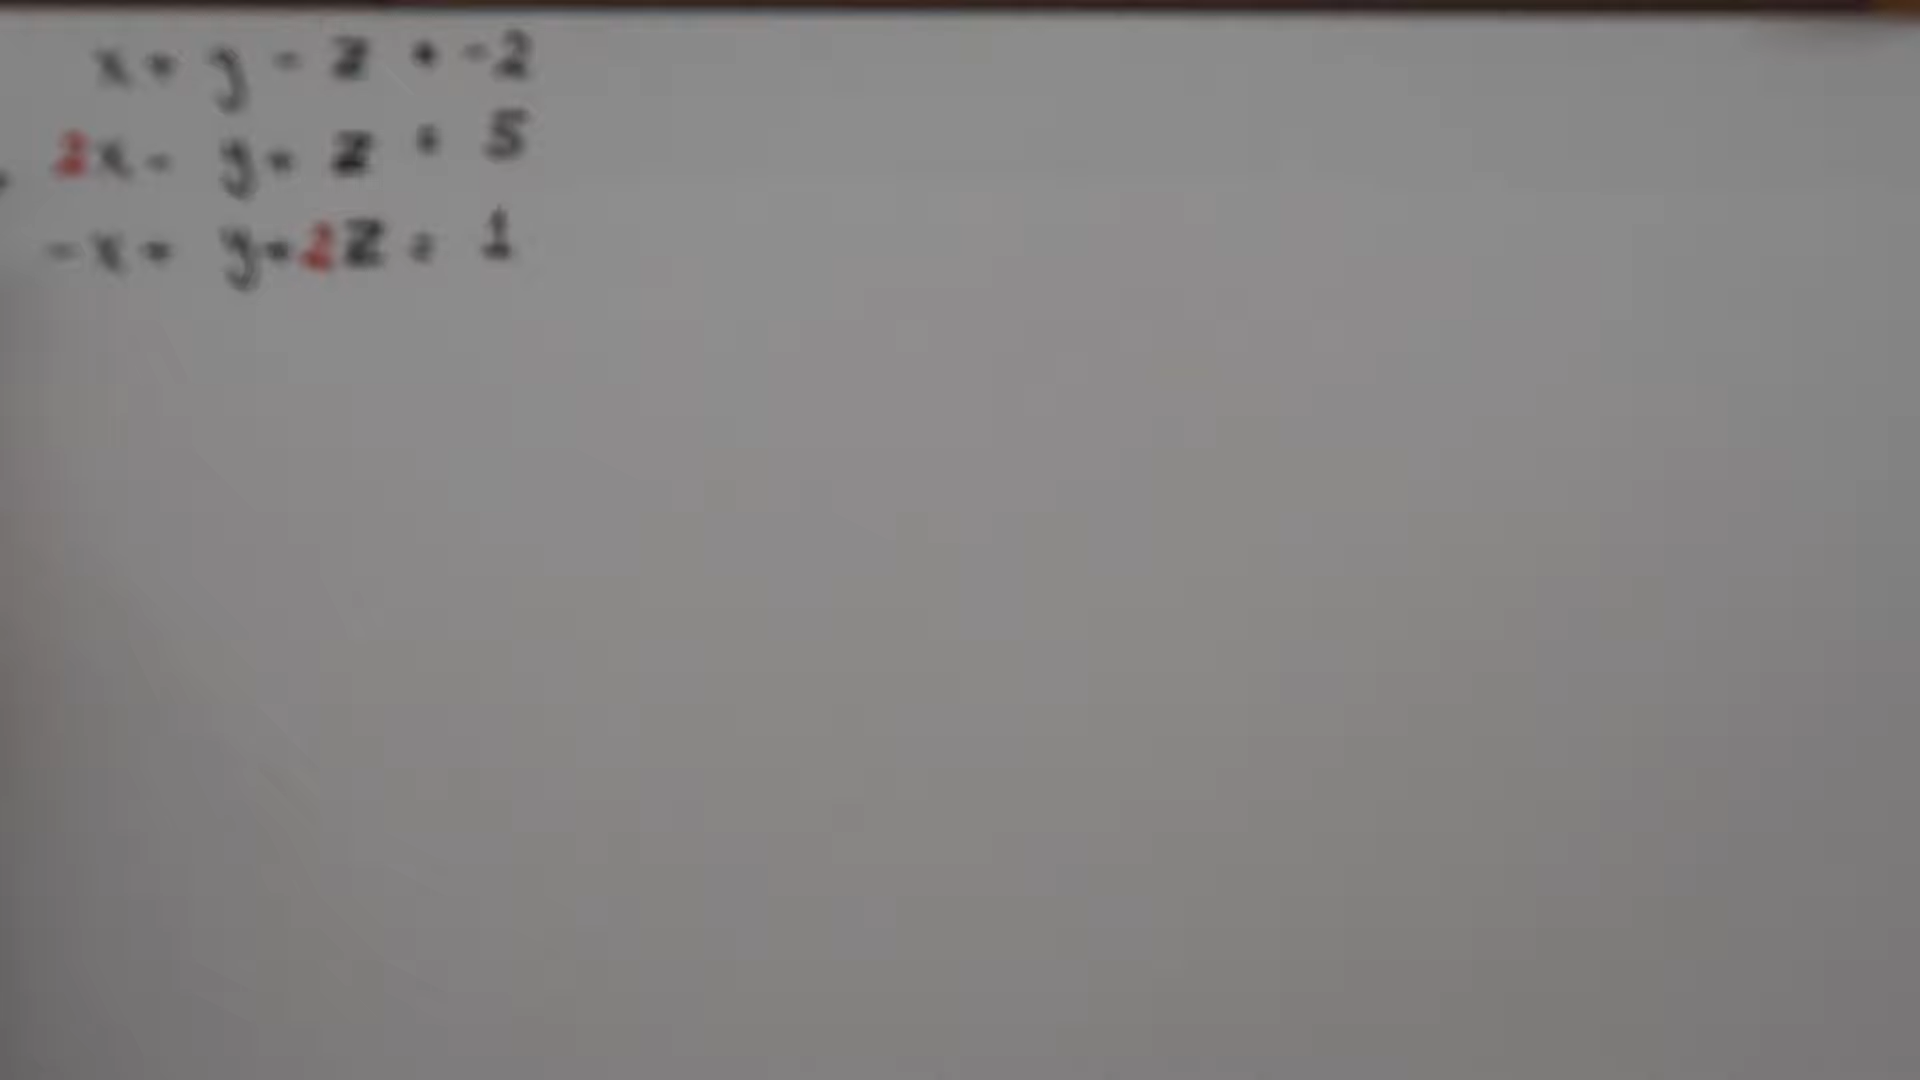 x + y - z = -2
2x - y + z = 5
-x + y + 2z = 1